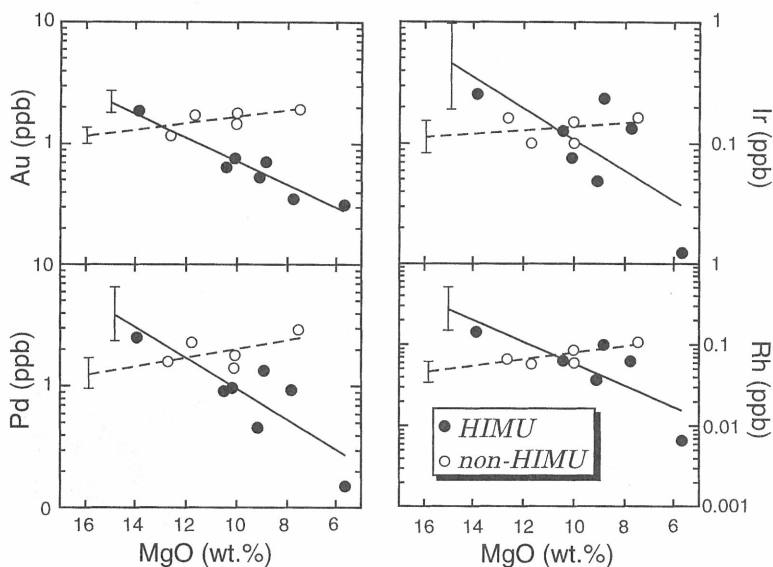 10
1
0
Au (ppb)
1
0.1
Ir (ppb)
10
1
0
Pd (ppb)
1
0.1
0.01
0.001
Rh (ppb)
HIMU
non-HIMU
16 14 12 10 8 6
16 14 12 10 8 6
MgO (wt.%)
MgO (wt.%)